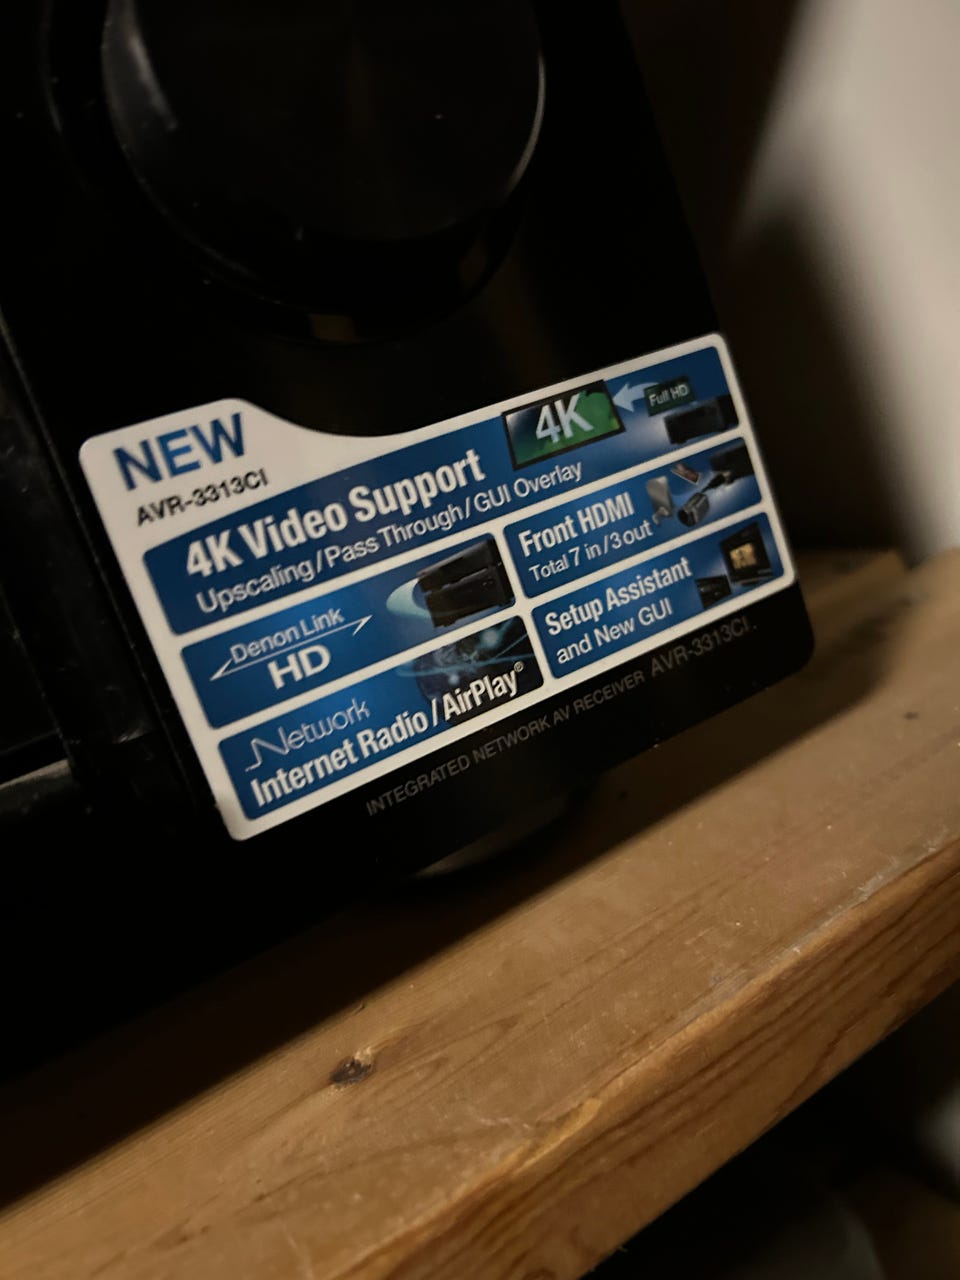 NEW
AVR-3313CI
4K Video Support
Upscaling/Pass Through/GUI Overlay
4K
Full HD
Denon Link
HD
Front HDMI
Total 7 in/3 out
Network
Internet Radio/AirPlay®
Setup Assistant
and New GUI
INTEGRATED NETWORK AV RECEIVER AVR-3313CI